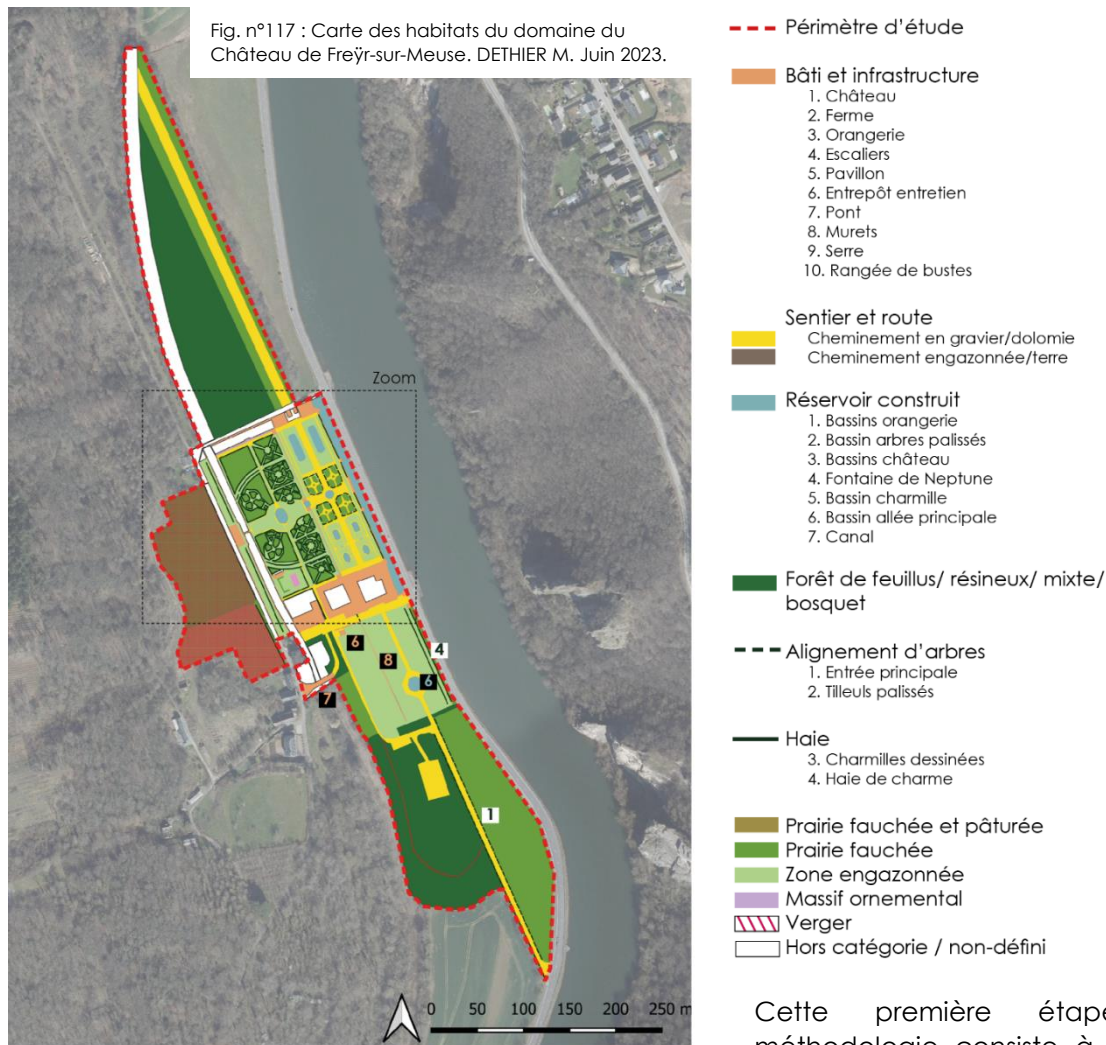 Fig. n°117 : Carte des habitats du domaine du
Château de Freÿr-sur-Meuse. DETHIER M. Juin 2023.
Zoom
6
8
4
6
7
1
0 50 100 150 200 250 m
Périmètre d'étude
Bâti et infrastructure
1. Château
2. Ferme
3. Orangerie
4. Escaliers
5. Pavillon
6. Entrepôt entretien
7. Pont
8. Murets
9. Serre
10. Rangée de bustes
Sentier et route
Cheminement en gravier/dolomie
Cheminement engazonnée/terre
Réservoir construit
1. Bassins orangerie
2. Bassin arbres palissés
3. Bassins château
4. Fontaine de Neptune
5. Bassin charmille
6. Bassin allée principale
7. Canal
Forêt de feuillus/ résineux/ mixte/
bosquet
Alignement d'arbres
1. Entrée principale
2. Tilleuls palissés
Haie
3. Charmilles dessinées
4. Haie de charme
Prairie fauchée et pâturée
Prairie fauchée
Zone engazonnée
Massif ornemental
Verger
Hors catégorie / non-défini
Cette première étape
méthodologie consiste à